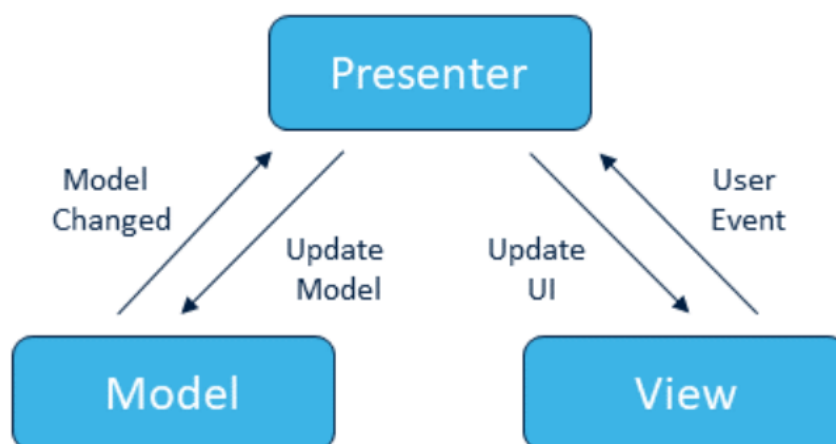 Presenter
Model
Changed
User
Event
Update
Model
Update
UI
Model
View